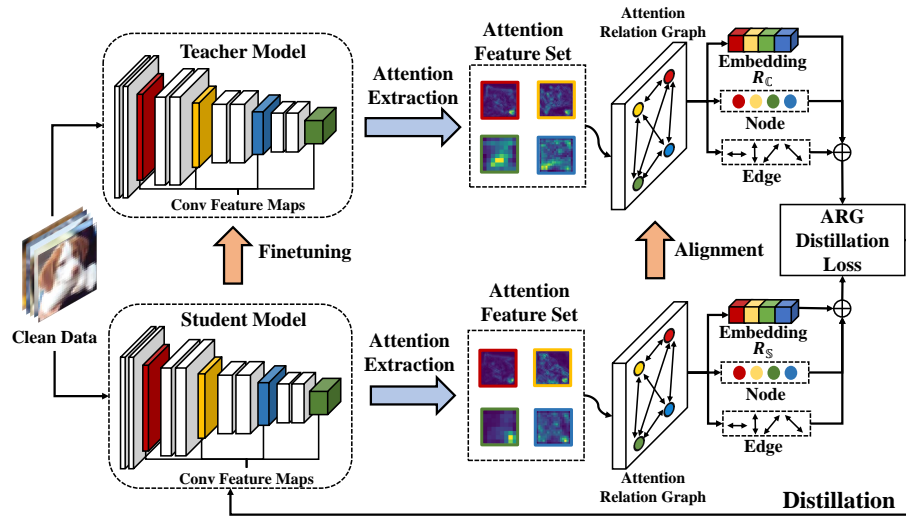 Teacher Model
Conv Feature Maps
Attention
Extraction
Attention
Feature Set
Attention
Relation Graph
Embedding
R_ℂ
Node
Edge
ARG
Distillation
Loss
Clean Data
Finetuning
Alignment
Student Model
Conv Feature Maps
Attention
Extraction
Attention
Feature Set
Attention
Relation Graph
Embedding
R_𝕊
Node
Edge
Distillation